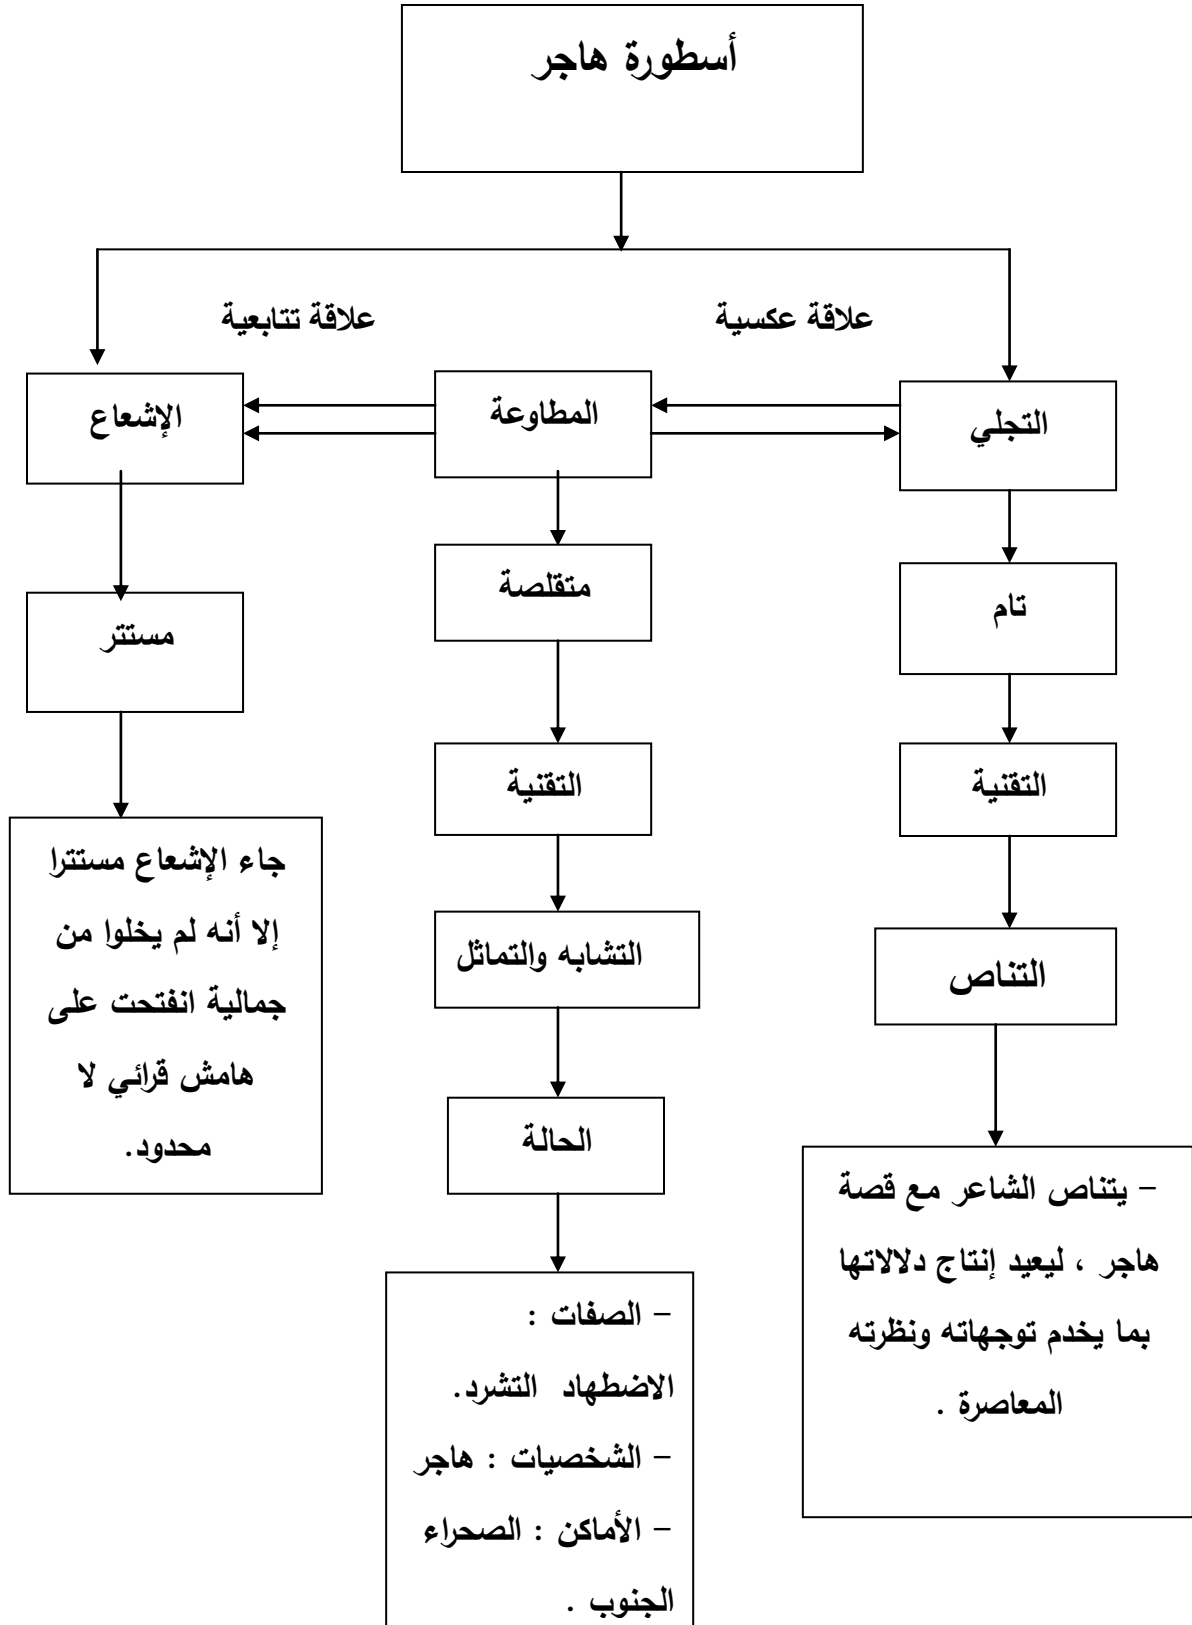 أسطورة هاجر
علاقة عكسية
علاقة تتابعية
التجلي
المطاوعة
الإشعاع
تام
متقلصة
مستتر
التقنية
التقنية
التناص
التشابه والتماثل
جاء الإشعاع مستترا
إلا أنه لم يخلوا من
جمالية انفتحت على
هامش قرائي لا
محدود.
الحالة
– يتناص الشاعر مع قصة
هاجر ، ليعيد إنتاج دلالاتها
بما يخدم توجهاته ونظرته
المعاصرة .
– الصفات :
الاضطهاد التشرد.
– الشخصيات : هاجر
– الأماكن : الصحراء
الجنوب .